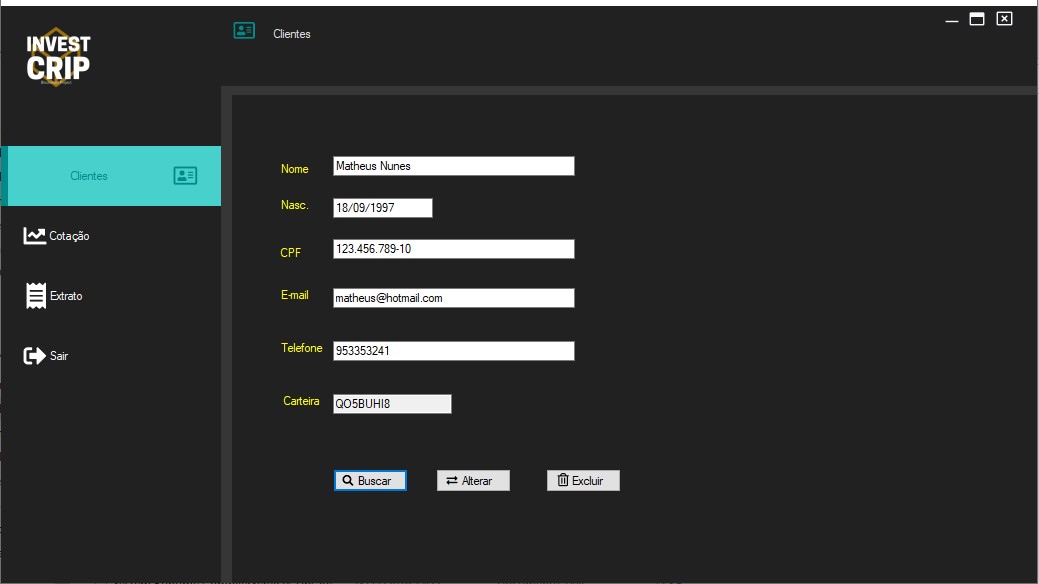 INVEST
CRIP
Clientes
Clientes
Cotação
Extrato
Sair
Nome Matheus Nunes
Nasc. 18/09/1997
CPF 123.456.789-10
E-mail matheus@hotmail.com
Telefone 953353241
Carteira QO5BUHI8
Buscar Alterar Excluir